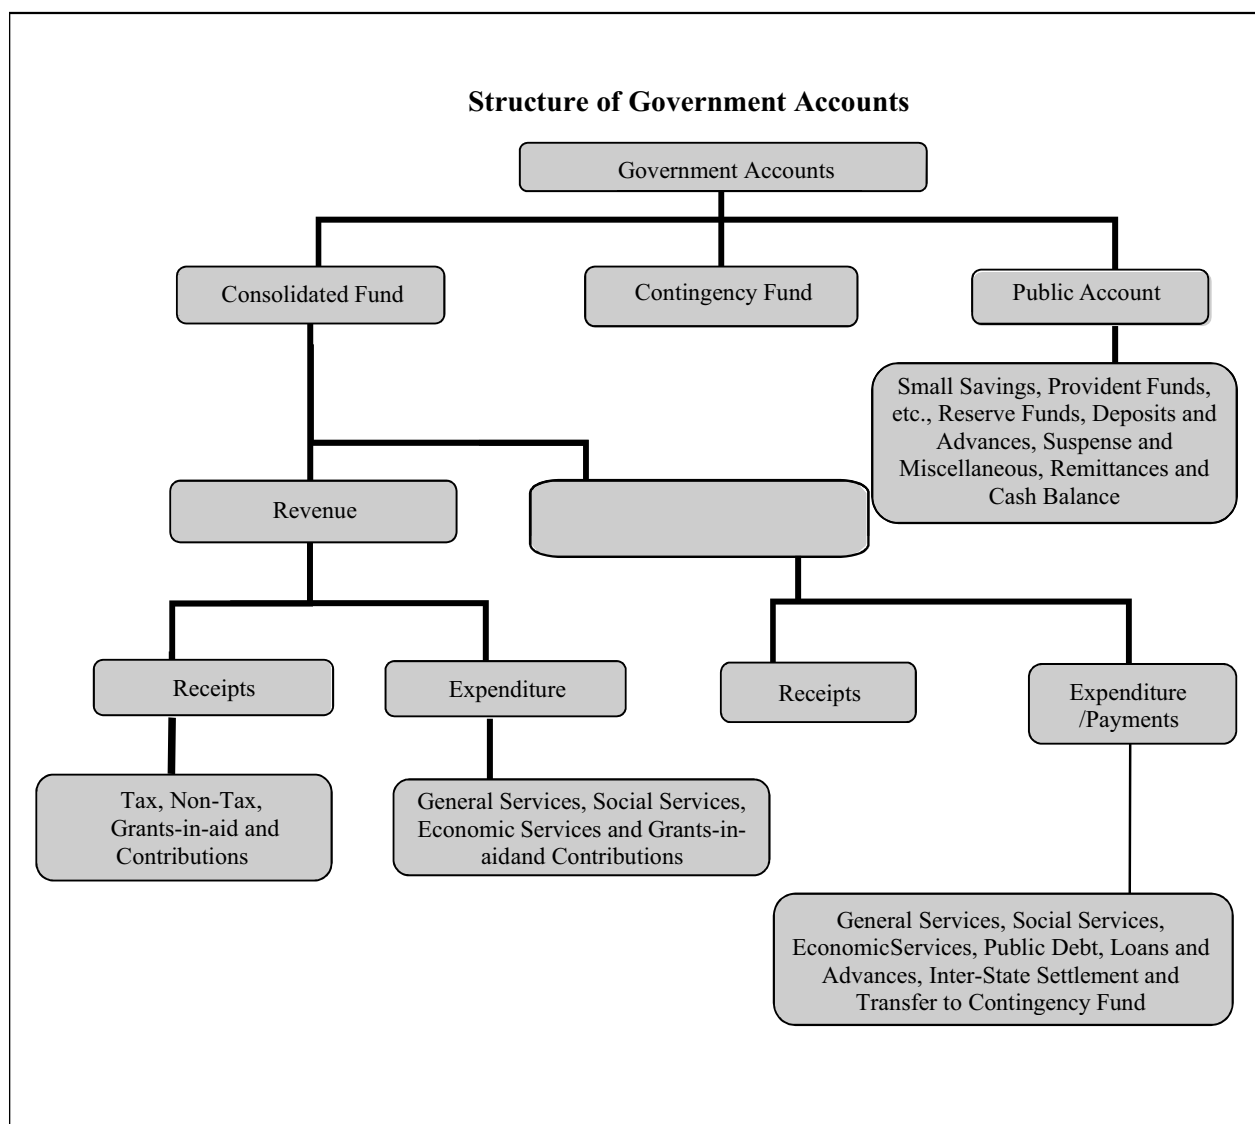 Structure of Government Accounts
Government Accounts
Consolidated Fund
Contingency Fund
Public Account
Small Savings, Provident Funds,
etc., Reserve Funds, Deposits and
Advances, Suspense and
Miscellaneous, Remittances and
Cash Balance
Revenue
Receipts
Expenditure
Receipts
Expenditure
/Payments
Tax, Non-Tax,
Grants-in-aid and
Contributions
General Services, Social Services,
Economic Services and Grants-in-
aidand Contributions
General Services, Social Services,
EconomicServices, Public Debt, Loans and
Advances, Inter-State Settlement and
Transfer to Contingency Fund